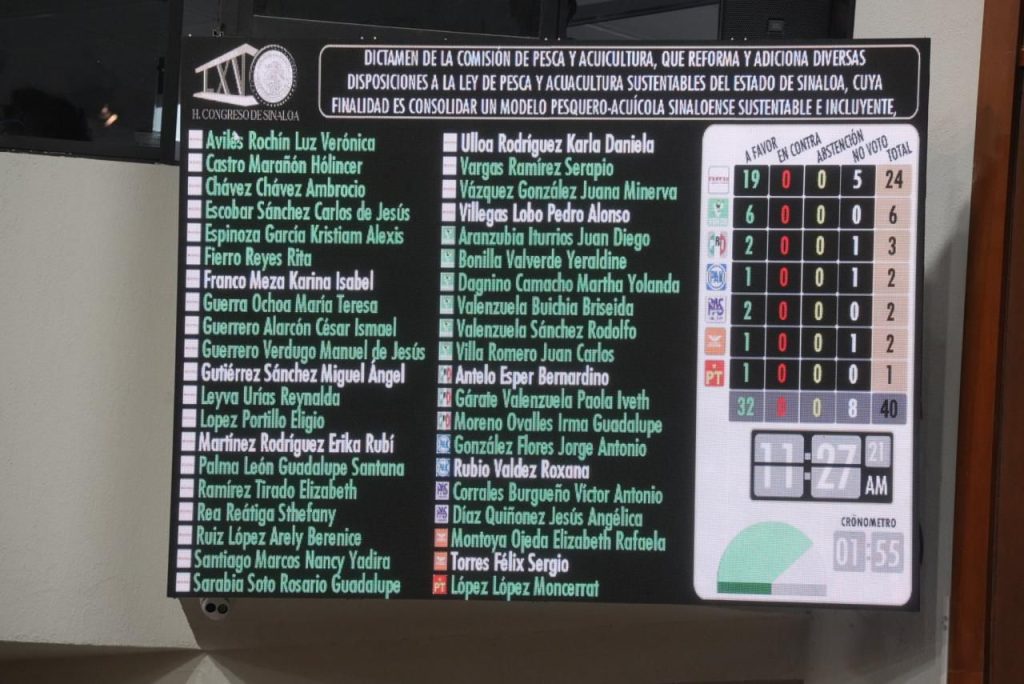 LXV
H. CONGRESO DE SINALOA
DICTAMEN DE LA COMISIÓN DE PESCA Y ACUICULTURA, QUE REFORMA Y ADICIONA DIVERSAS
DISPOSICIONES A LA LEY DE PESCA Y ACUACULTURA SUSTENTABLES DEL ESTADO DE SINALOA, CUYA
FINALIDAD ES CONSOLIDAR UN MODELO PESQUERO-ACUÍCOLA SINALOENSE SUSTENTABLE E INCLUYENTE,
Avilés Rochín Luz Verónica
Castro Marañón Hólincer
Chávez Chávez Ambrocio
Escobar Sánchez Carlos de Jesús
Espinoza García Kristiam Alexis
Fierro Reyes Rita
Franco Meza Karina Isabel
Guerra Ochoa María Teresa
Guerrero Alarcón César Ismael
Guerrero Verdugo Manuel de Jesús
Gutiérrez Sánchez Miguel Ángel
Leyva Urías Reynalda
Lopez Portillo Eligio
Martínez Rodríguez Erika Rubí
Palma León Guadalupe Santana
Ramírez Tirado Elizabeth
Rea Reátiga Sthefany
Ruiz López Arely Berenice
Santiago Marcos Nancy Yadira
Sarabia Soto Rosario Guadalupe
Ulloa Rodríguez Karla Daniela
Vargas Ramírez Serapio
Vázquez González Juana Minerva
Villegas Lobo Pedro Alonso
Aranzubia Iturrios Juan Diego
Bonilla Valverde Yeraldine
Dagnino Camacho Martha Yolanda
Valenzuela Buichia Briseida
Valenzuela Sánchez Rodolfo
Villa Romero Juan Carlos
Antelo Esper Bernardino
Gárate Valenzuela Paola Iveth
Moreno Ovalles Irma Guadalupe
González Flores Jorge Antonio
Rubio Valdez Roxana
Corrales Burgueño Víctor Antonio
Díaz Quiñonez Jesús Angélica
Montoya Ojeda Elizabeth Rafaela
Torres Félix Sergio
PT López López Moncerrat
A FAVOR EN CONTRA ABSTENCIÓN NO VOTO TOTAL
19 0 0 5 24
6 0 0 0 6
PRI 2 0 0 1 3
PAN 1 0 0 1 2
PAS 2 0 0 0 2
1 0 0 1 2
PT 1 0 0 0 1
32 0 0 8 40
11:27 21 AM
CRÓNOMETRO
01:55